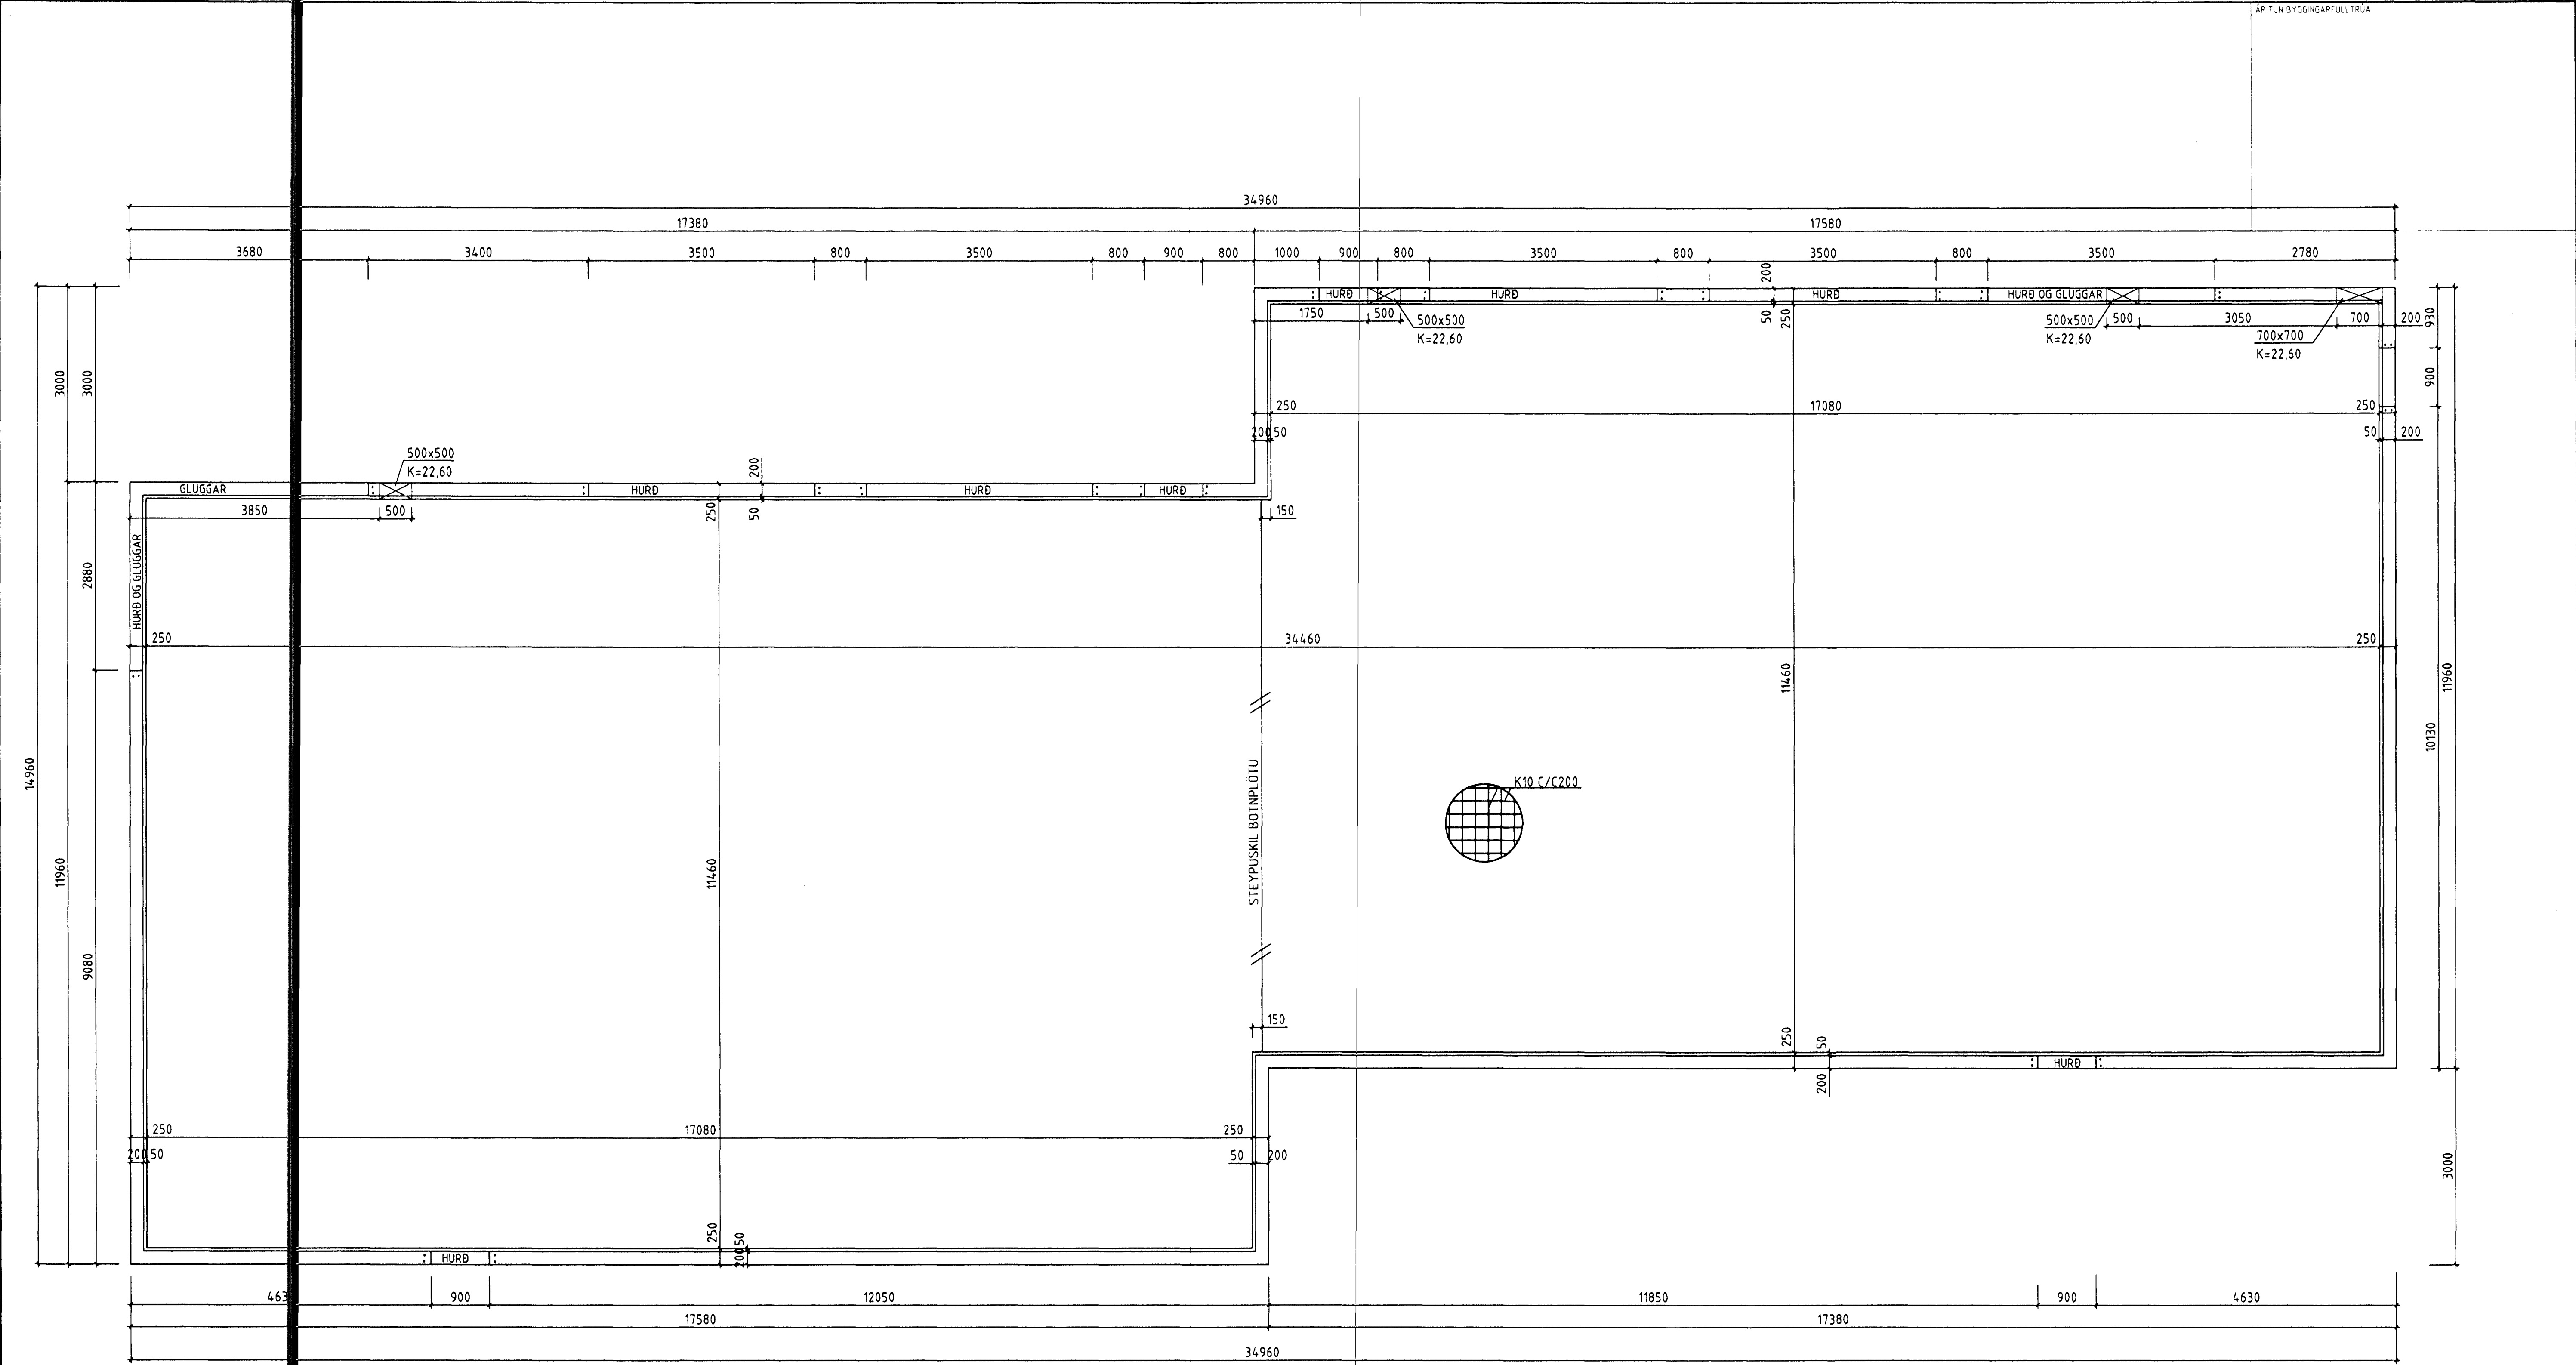 ÁRITUN BYGGINGARFULLTRÚA
34960
17380 17580
3680 3400 3500 800 3500 800 900 800 1000 900 800 3500 800 3500 800 3500 2780
200
HURÐ HURÐ HURÐ HURÐ OG GLUGGAR
1750 500 500x500 50 250 500x500 500 3050 700 200 930
K=22,60 K=22,60 700x700
K=22,60
3000 3000 900
250 17080 250
200 50 50 200
500x500 200
K=22,60
GLUGGAR HURÐ HURÐ HURÐ
3850 500 250 50 150
HURÐ OG GLUGGAR
2880
250 34460 250
11460 11960
10130
14960
STEYPUSKIL BOTNPLÖTU
K10 C/C200
11960 11460
9080
150
250 50
HURÐ
200
250 17080 250
200 50 50 200
3000
250 50
200
HURÐ
463 900 12050 11850 900 4630
17580 17380
34960